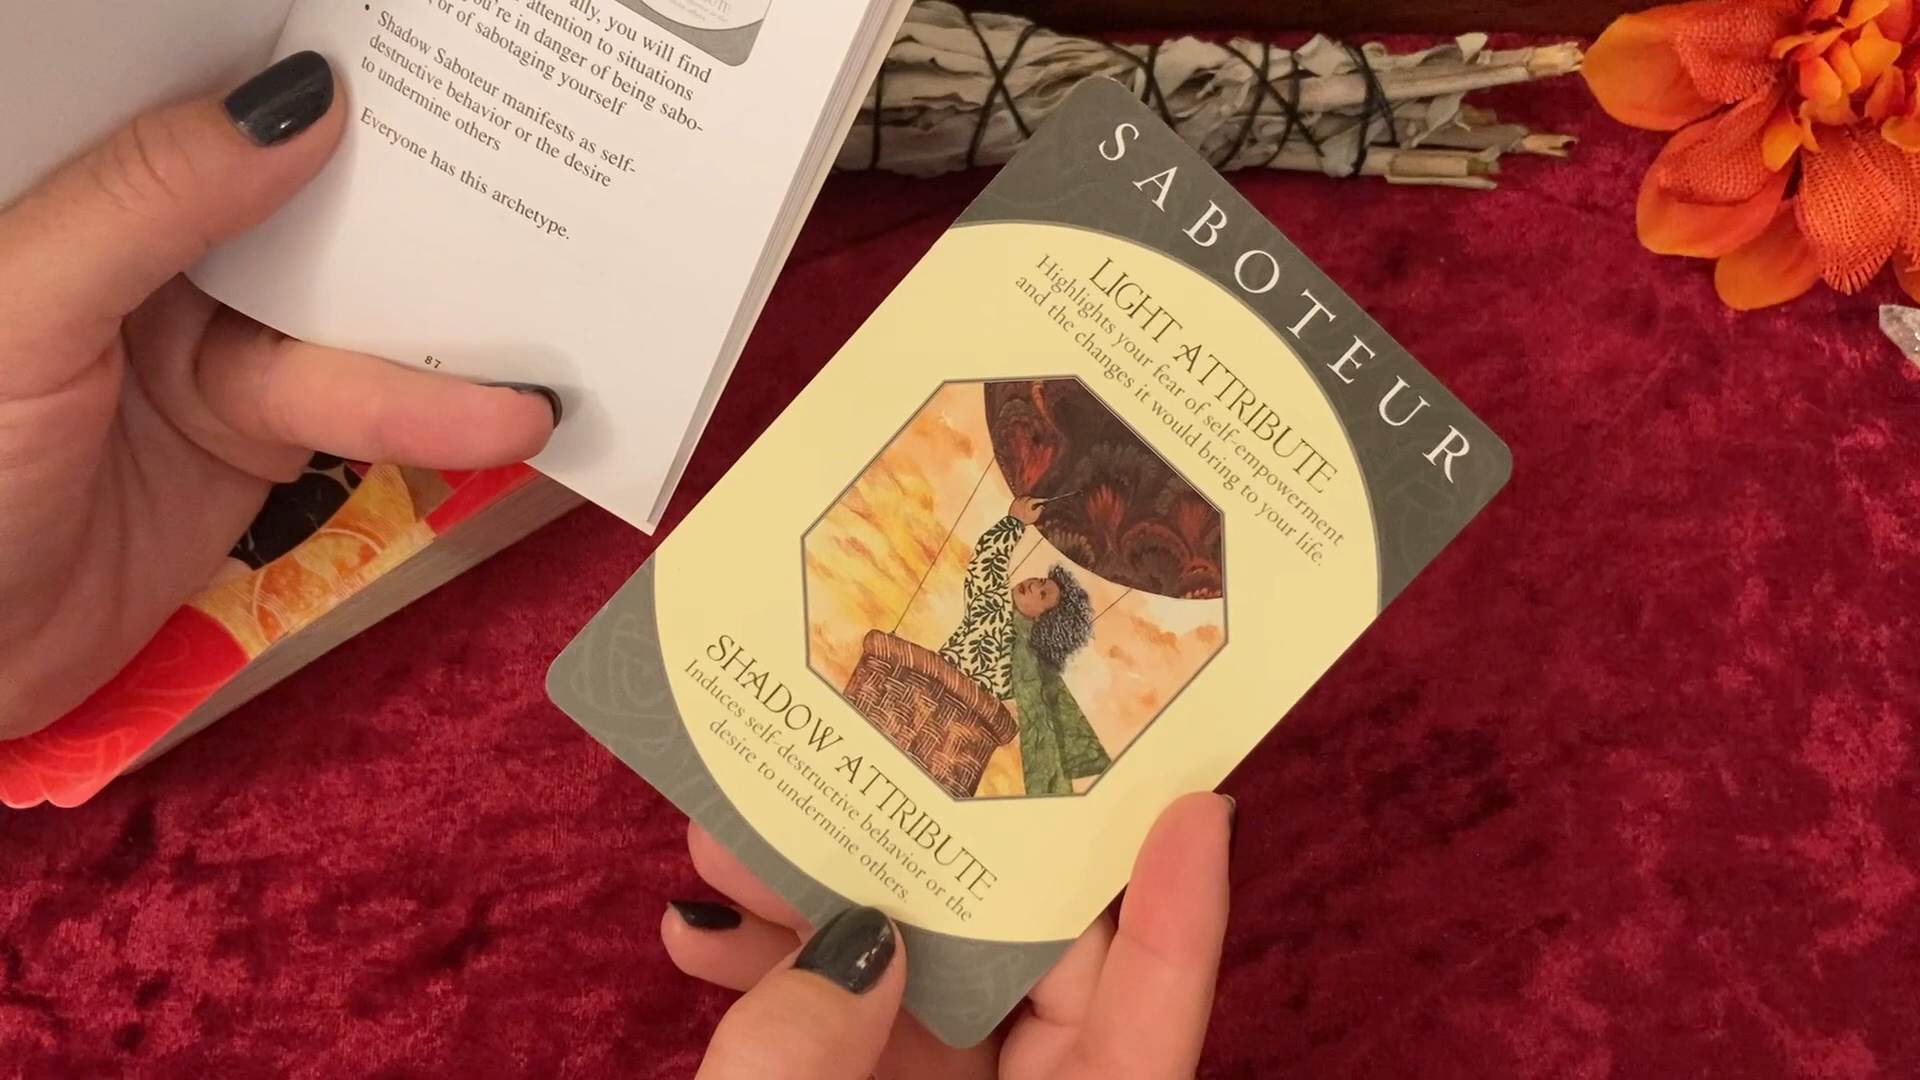 ally, you will find
attention to situations
you're in danger of being sabo-
, or of sabotaging yourself
• Shadow Saboteur manifests as self-
destructive behavior or the desire
to undermine others
Everyone has this archetype.
87
SABOTEUR
LIGHT ATTRIBUTE
Highlights your fear of self-empowerment
and the changes it would bring to your life.
SHADOW ATTRIBUTE
Induces self-destructive behavior or the
desire to undermine others.